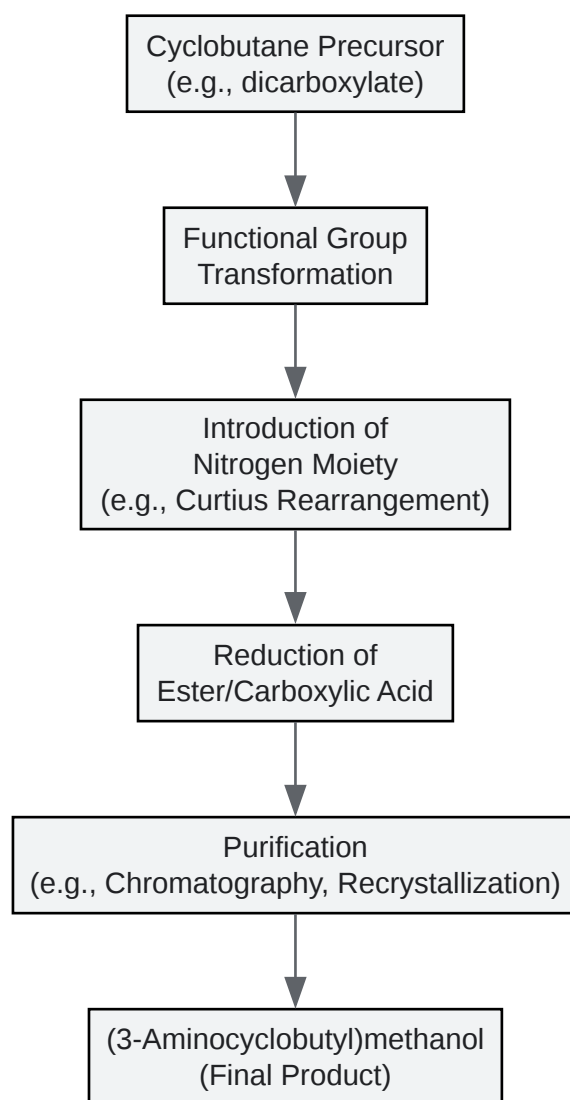 Cyclobutane Precursor
(e.g., dicarboxylate)
Functional Group
Transformation
Introduction of
Nitrogen Moiety
(e.g., Curtius Rearrangement)
Reduction of
Ester/Carboxylic Acid
Purification
(e.g., Chromatography, Recrystallization)
(3-Aminocyclobutyl)methanol
(Final Product)